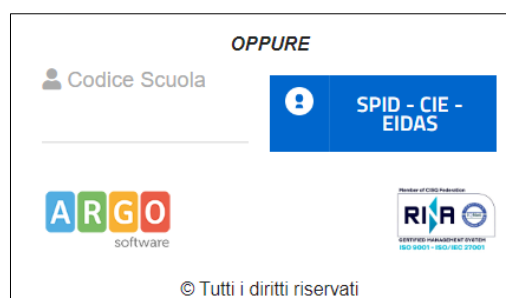 OPPURE
Codice Scuola
SPID - CIE -
EIDAS
ARGO
software
Member of CISQ Federation
RINA
CERTIFIED MANAGEMENT SYSTEM
ISO 9001 - ISO/IEC 27001
© Tutti i diritti riservati